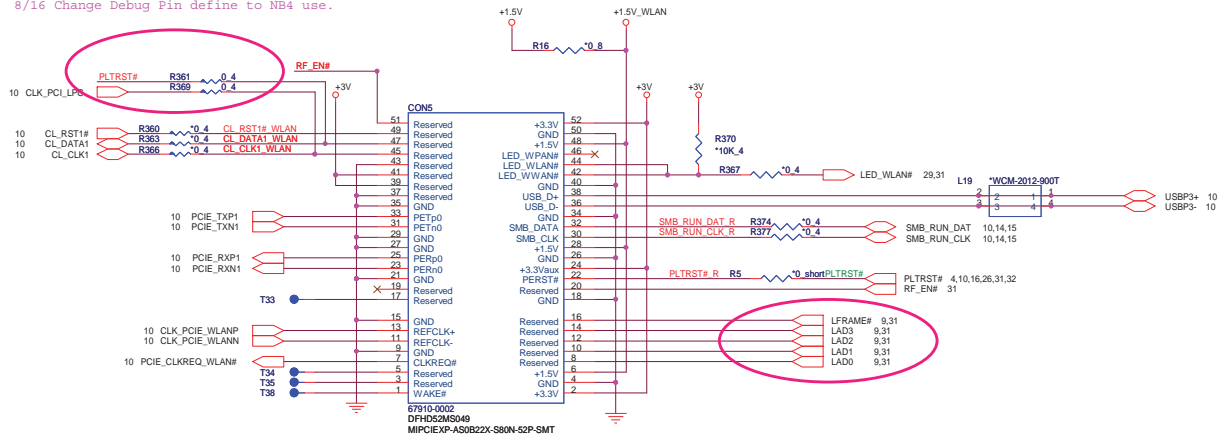 8/16 Change Debug Pin define to NB4 use.
+1.5V +1.5V_WLAN
R16 *0_8
RF_EN#
PLTRST# R361 0_4
10 CLK_PCI_LPC R369 0_4
+3V +3V +3V
CON5
R370
*10K_4
10 CL_RST1# R360 *0_4 CL_RST1#_WLAN
10 CL_DATA1 R363 *0_4 CL_DATA1_WLAN
10 CL_CLK1 R366 *0_4 CL_CLK1_WLAN
51 Reserved +3.3V 52
49 Reserved GND 50
47 Reserved +1.5V 48
45 Reserved LED_WPAN# 46
43 Reserved LED_WLAN# 44
41 Reserved LED_WWAN# 42 R367 *0_4 LED_WLAN# 29,31
39 Reserved GND 40
L19 *WCM-2012-900T
37 Reserved USB_D+ 38 2 2 1 1 USBP3+ 10
35 GND USB_D- 36 3 3 4 4 USBP3- 10
10 PCIE_TXP1 33 PETp0 GND 34
10 PCIE_TXN1 31 PETn0 SMB_DATA 32 SMB_RUN_DAT_R R374 *0_4 SMB_RUN_DAT 10,14,15
29 GND SMB_CLK 30 SMB_RUN_CLK_R R377 *0_4 SMB_RUN_CLK 10,14,15
27 GND +1.5V 28
10 PCIE_RXP1 25 PERp0 GND 26
10 PCIE_RXN1 23 PERn0 +3.3Vaux 24
21 GND PERST# 22 PLTRST#_R R5 *0_short PLTRST# PLTRST# 4,10,16,26,31,32
19 Reserved Reserved 20 RF_EN# 31
T33 17 Reserved GND 18
15 GND Reserved 16 LFRAME# 9,31
10 CLK_PCIE_WLANP 13 REFCLK+ Reserved 14 LAD3 9,31
10 CLK_PCIE_WLANN 11 REFCLK- Reserved 12 LAD2 9,31
9 GND Reserved 10 LAD1 9,31
10 PCIE_CLKREQ_WLAN# 7 CLKREQ# Reserved 8 LAD0 9,31
T34 5 Reserved +1.5V 6
T35 3 Reserved GND 4
T38 1 WAKE# +3.3V 2
67910-0002
DFHD52MS049
MIPCIEXP-AS0B22X-S80N-52P-SMT